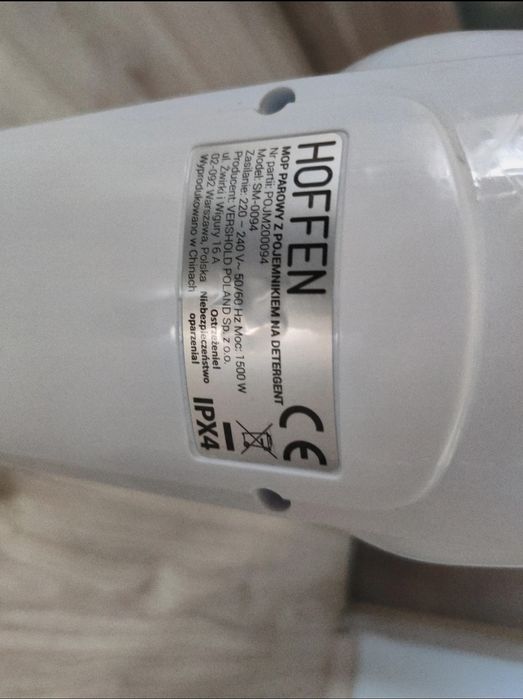 HOFFEN
MOP PAROWY Z POJEMNIKIEM NA DETERGENT
Nr partii: POJM200094
Model: SM-0094
Zasilanie: 220 – 240 V~ 50/60 Hz Moc: 1500 W
Producent: VERSHOLD POLAND Sp. z o.o.
ul. Żwirki i Wigury 16 A
02-092 Warszawa, Polska
Wyprodukowano w Chinach
Ostrzeżenie!
Niebezpieczeństwo
oparzenia!
CE
IPX4